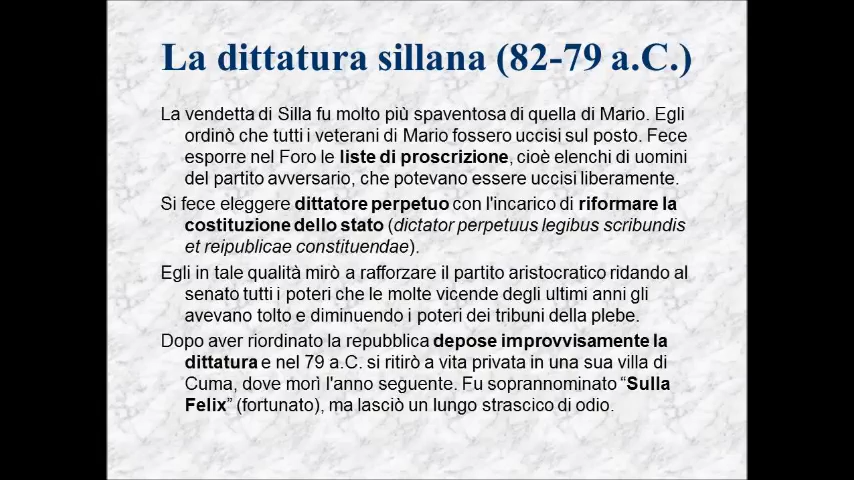 La dittatura sillana (82-79 a.C.)
La vendetta di Silla fu molto più spaventosa di quella di Mario. Egli
ordinò che tutti i veterani di Mario fossero uccisi sul posto. Fece
esporre nel Foro le liste di proscrizione, cioè elenchi di uomini
del partito avversario, che potevano essere uccisi liberamente.
Si fece eleggere dittatore perpetuo con l'incarico di riformare la
costituzione dello stato (dictator perpetuus legibus scribundis
et reipublicae constituendae).
Egli in tale qualità mirò a rafforzare il partito aristocratico ridando al
senato tutti i poteri che le molte vicende degli ultimi anni gli
avevano tolto e diminuendo i poteri dei tribuni della plebe.
Dopo aver riordinato la repubblica depose improvvisamente la
dittatura e nel 79 a.C. si ritirò a vita privata in una sua villa di
Cuma, dove morì l'anno seguente. Fu soprannominato “Sulla
Felix” (fortunato), ma lasciò un lungo strascico di odio.